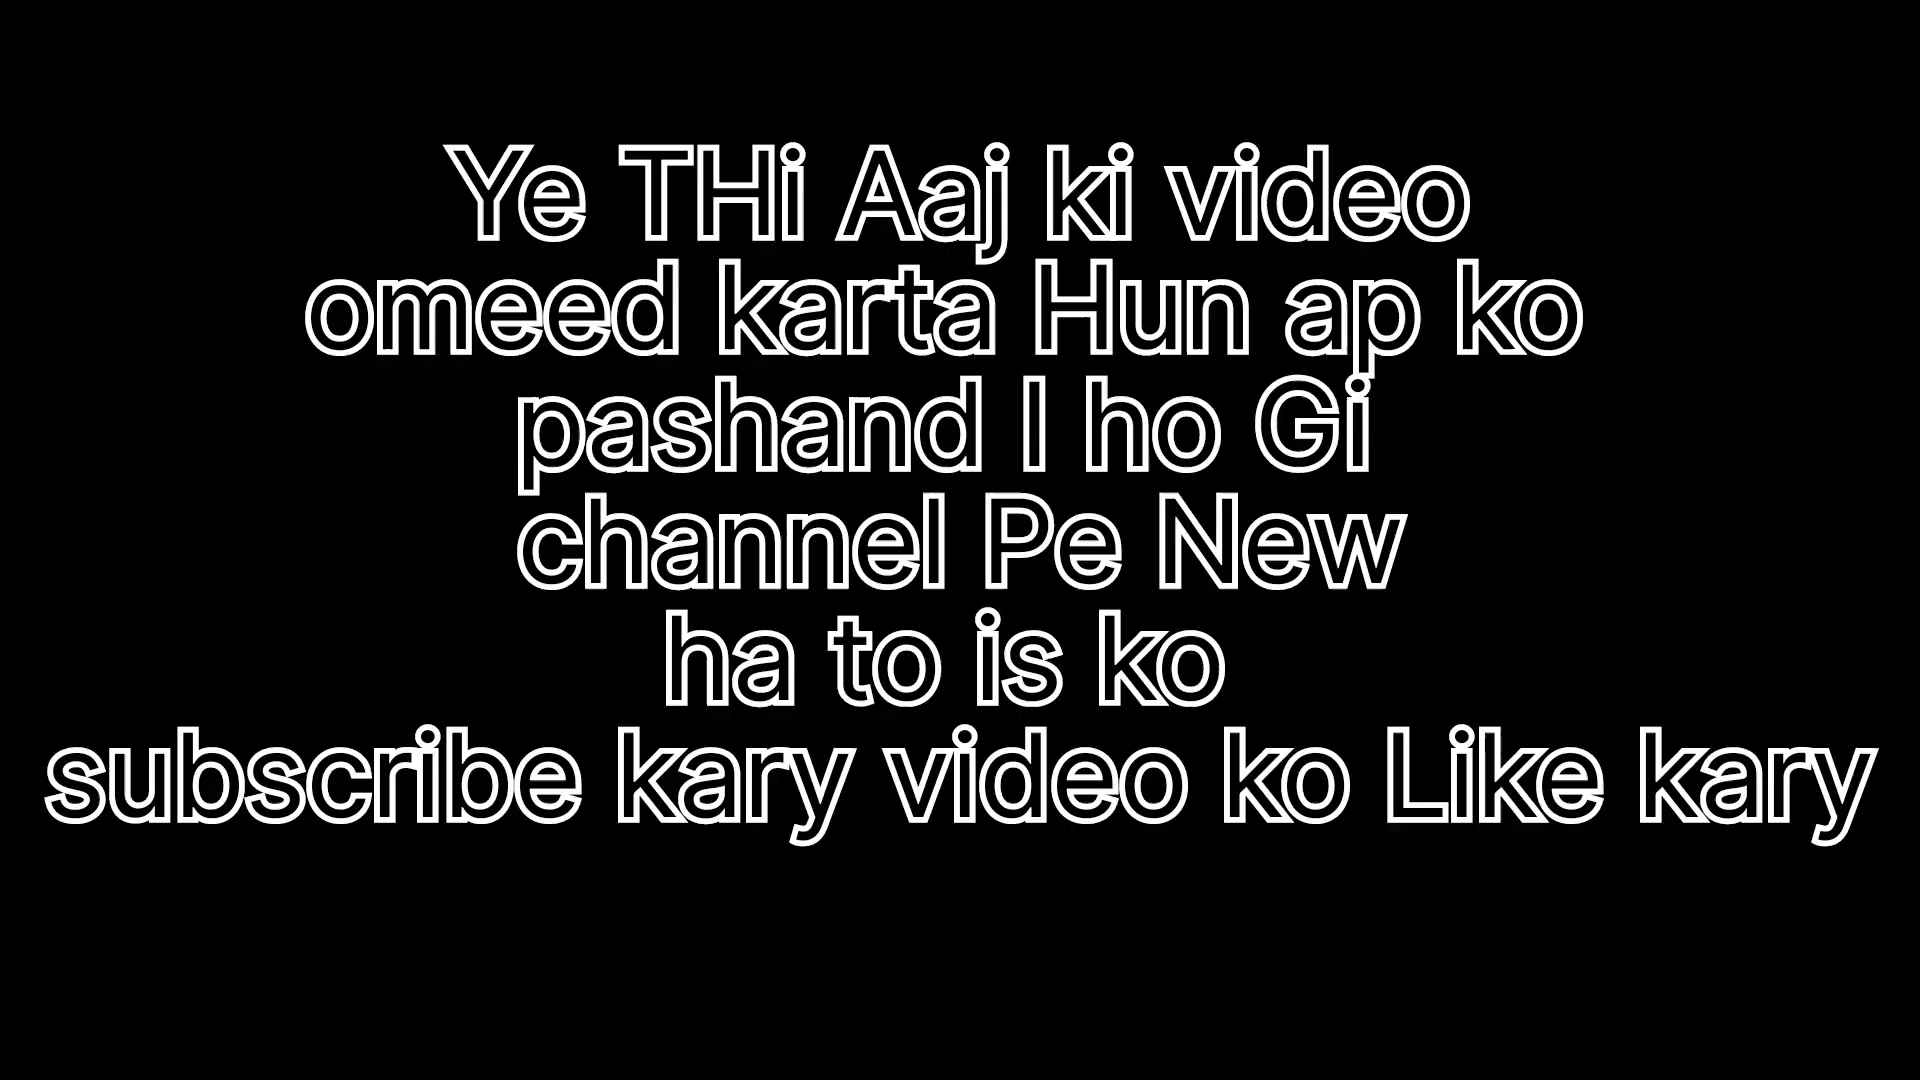 Ye THi Aaj ki video
omeed karta Hun ap ko
pashand I ho Gi
channel Pe New
ha to is ko
subscribe kary video ko Like kary